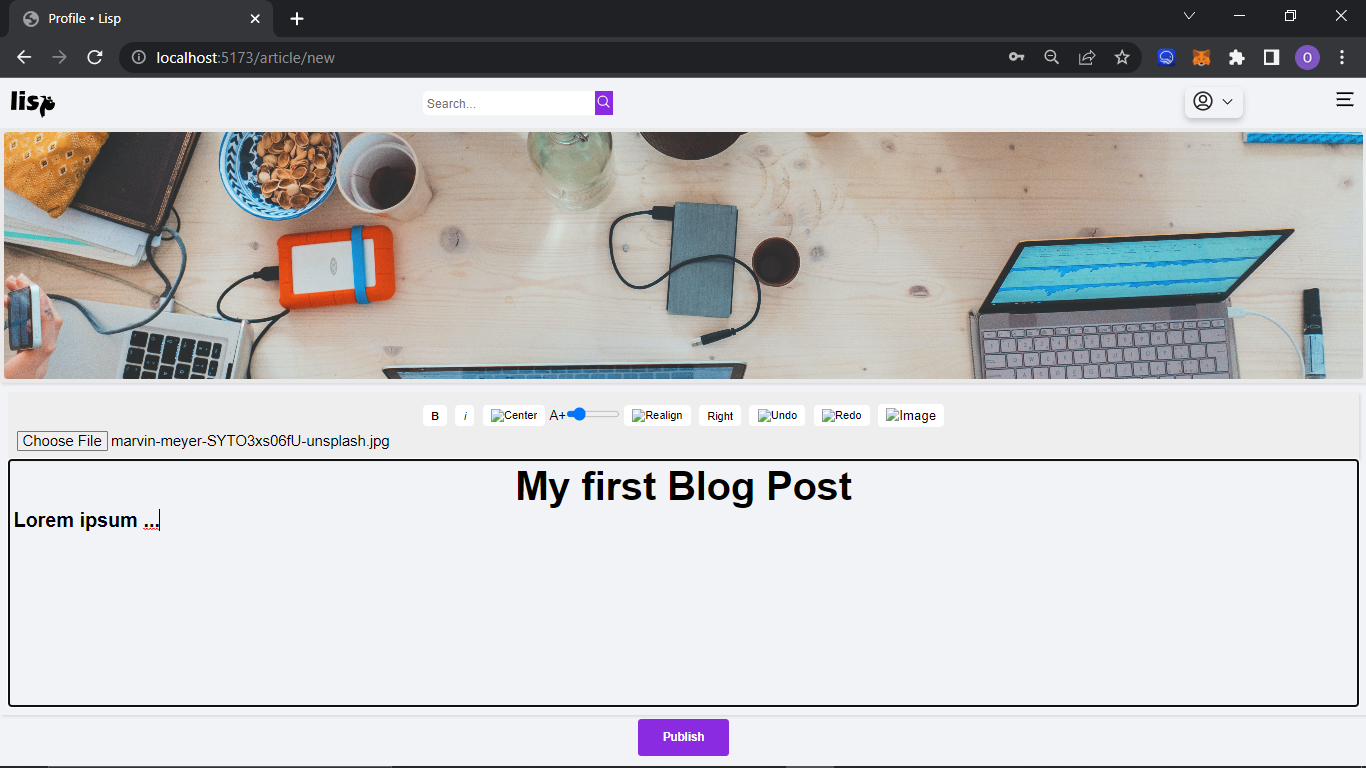 Profile • Lisp
localhost:5173/article/new
O
lisp
Search...
B i Center A+ Realign Right Undo Redo Image
Choose File marvin-meyer-SYTO3xs06fU-unsplash.jpg
My first Blog Post
Lorem ipsum ...
Publish